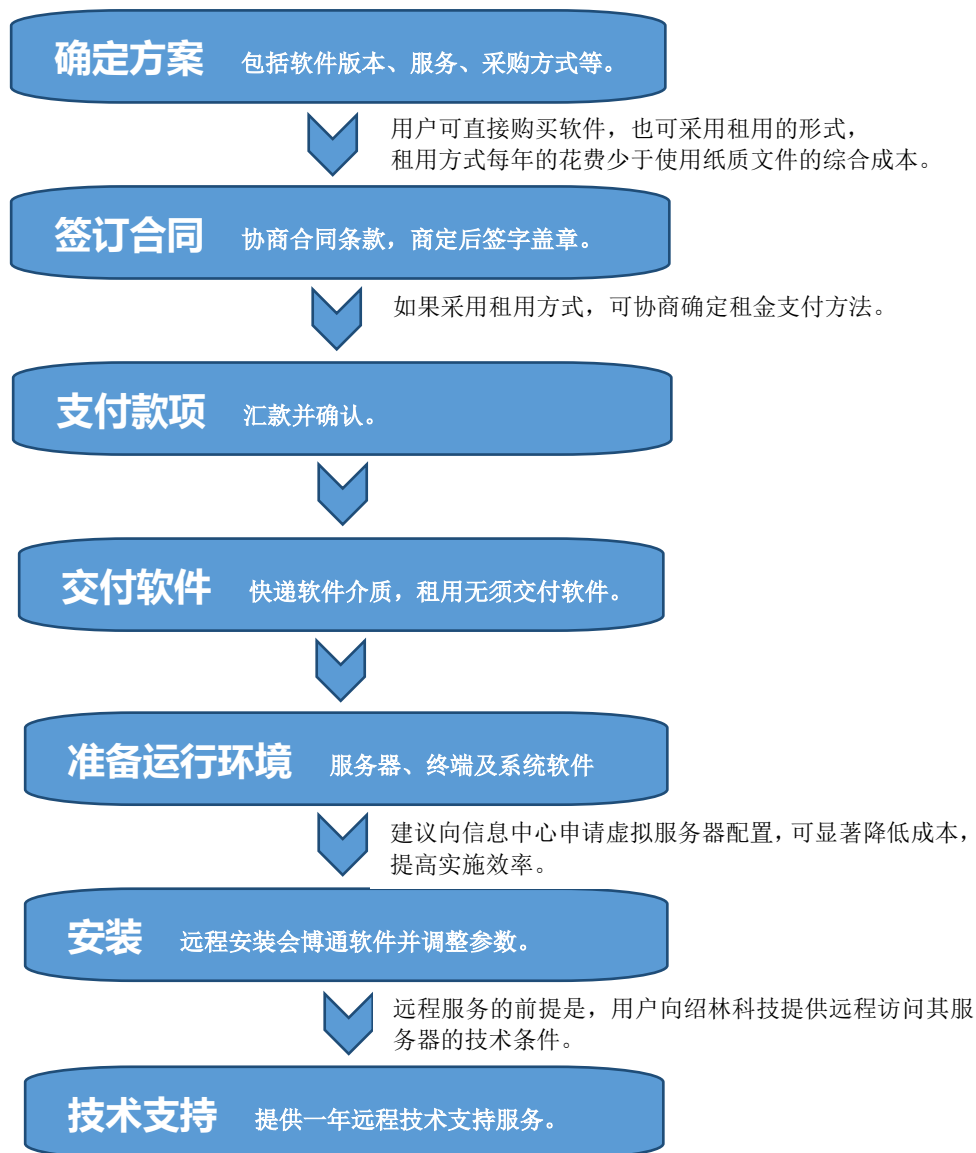 确定方案 包括软件版本、服务、采购方式等。
用户可直接购买软件，也可采用租用的形式，
租用方式每年的花费少于使用纸质文件的综合成本。
签订合同 协商合同条款，商定后签字盖章。
如果采用租用方式，可协商确定租金支付方法。
支付款项 汇款并确认。
交付软件 快递软件介质，租用无须交付软件。
准备运行环境 服务器、终端及系统软件
建议向信息中心申请虚拟服务器配置，可显著降低成本，
提高实施效率。
安装 远程安装会博通软件并调整参数。
远程服务的前提是，用户向绍林科技提供远程访问其服
务器的技术条件。
技术支持 提供一年远程技术支持服务。